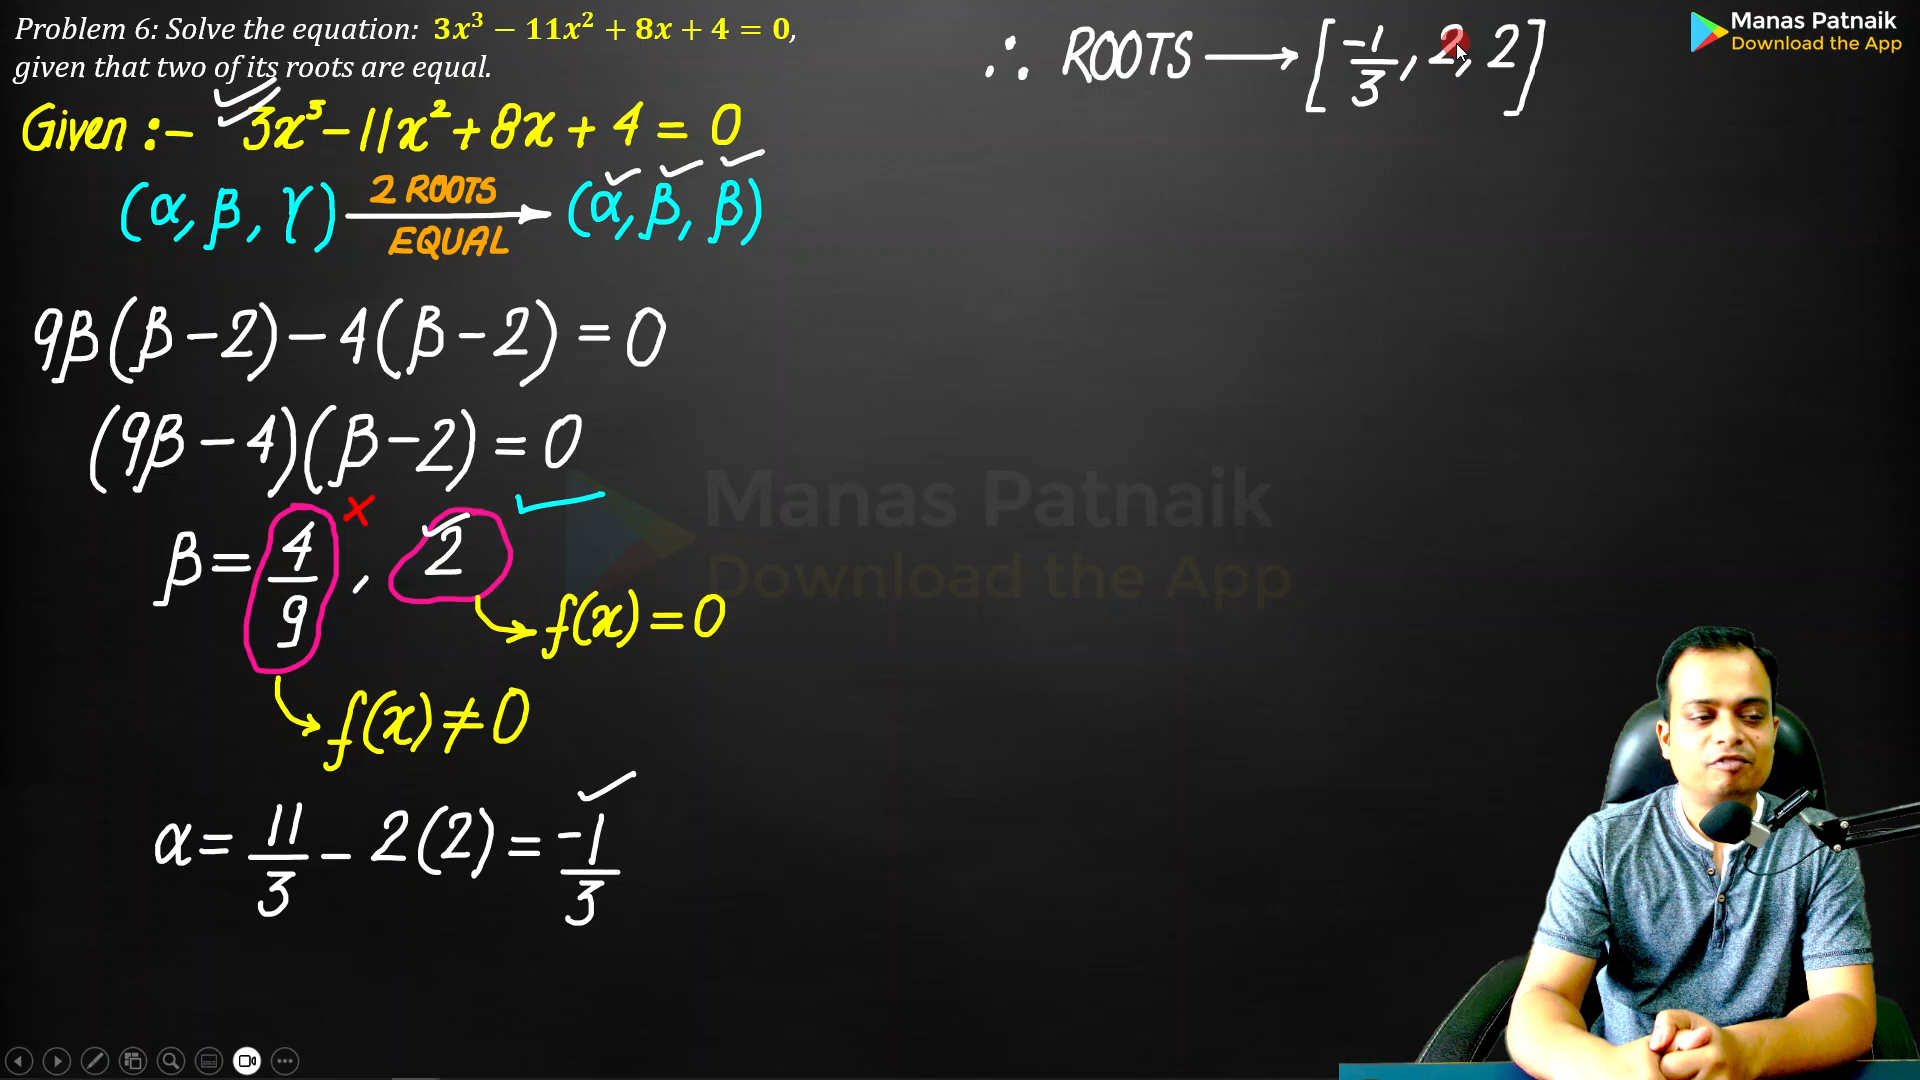 Problem 6: Solve the equation: 3x³ − 11x² + 8x + 4 = 0,
given that two of its roots are equal.
Given :- 3x³ - 11x² + 8x + 4 = 0
(α, β, γ) 2 ROOTS EQUAL → (α, β, β)
9β(β - 2) - 4(β - 2) = 0
(9β - 4)(β - 2) = 0
β = 4/9 , 2
f(x) = 0
f(x) ≠ 0
α = 11/3 - 2(2) = -1/3
∴ ROOTS → [-1/3, 2, 2]
Manas Patnaik
Download the App
Manas Patnaik
Download the App